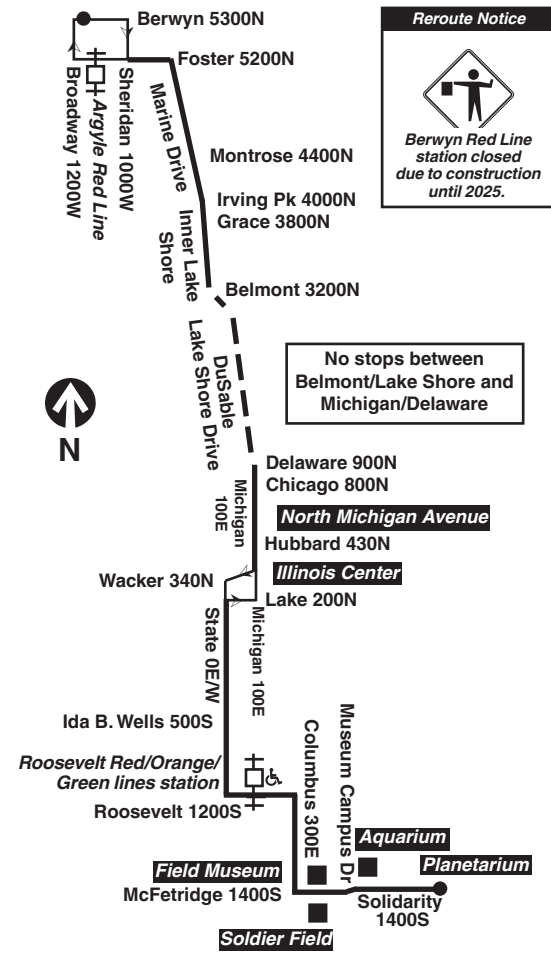 Berwyn 5300N
Reroute Notice
Foster 5200N
Broadway 1200W
Argyle Red Line
Sheridan 1000W
Marine Drive
Berwyn Red Line
station closed
due to construction
until 2025.
Montrose 4400N
Irving Pk 4000N
Grace 3800N
Inner Lake
Shore
Belmont 3200N
DuSable
Lake Shore Drive
No stops between
Belmont/Lake Shore and
Michigan/Delaware
N
Delaware 900N
Chicago 800N
Michigan
100E
North Michigan Avenue
Hubbard 430N
Illinois Center
Wacker 340N
Lake 200N
State 0E/W
Michigan 100E
Ida B. Wells 500S
Roosevelt Red/Orange/
Green lines station
Roosevelt 1200S
Columbus 300E
Museum Campus Dr
Aquarium
Planetarium
Field Museum
McFetridge 1400S
Solidarity
1400S
Soldier Field